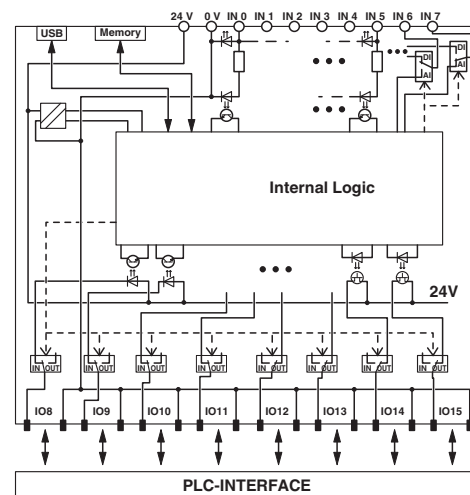 24 V 0 V IN 0 IN 1 IN 2 IN 3 IN 4 IN 5 IN 6 IN 7
USB Memory
DI
AI
DI
AI
Internal Logic
24V
IN OUT IN OUT IN OUT IN OUT IN OUT IN OUT IN OUT IN OUT
IO8 IO9 IO10 IO11 IO12 IO13 IO14 IO15
PLC-INTERFACE